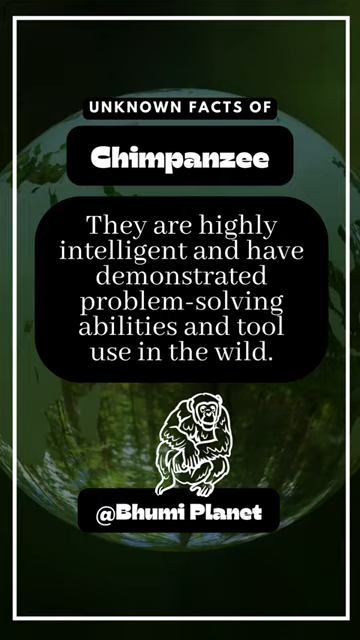 UNKNOWN FACTS OF
Chimpanzee
They are highly
intelligent and have
demonstrated
problem-solving
abilities and tool
use in the wild.
@Bhumi Planet